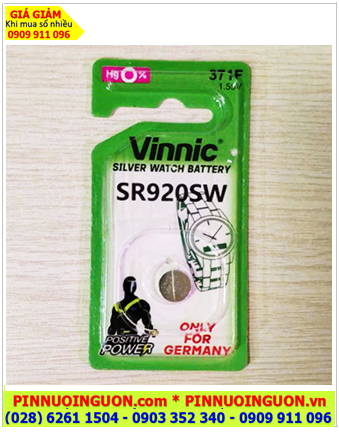 GIÁ GIẢM
Khi mua số nhiều
0909 911 096
Hg 0%
371F
1.55V
Vinnic
SILVER WATCH BATTERY
SR920SW
POSITIVE
POWER
ONLY
FOR
GERMANY
PINNUOINGUON.com * PINNUOINGUON.vn
(028) 6261 1504 - 0903 352 340 - 0909 911 096